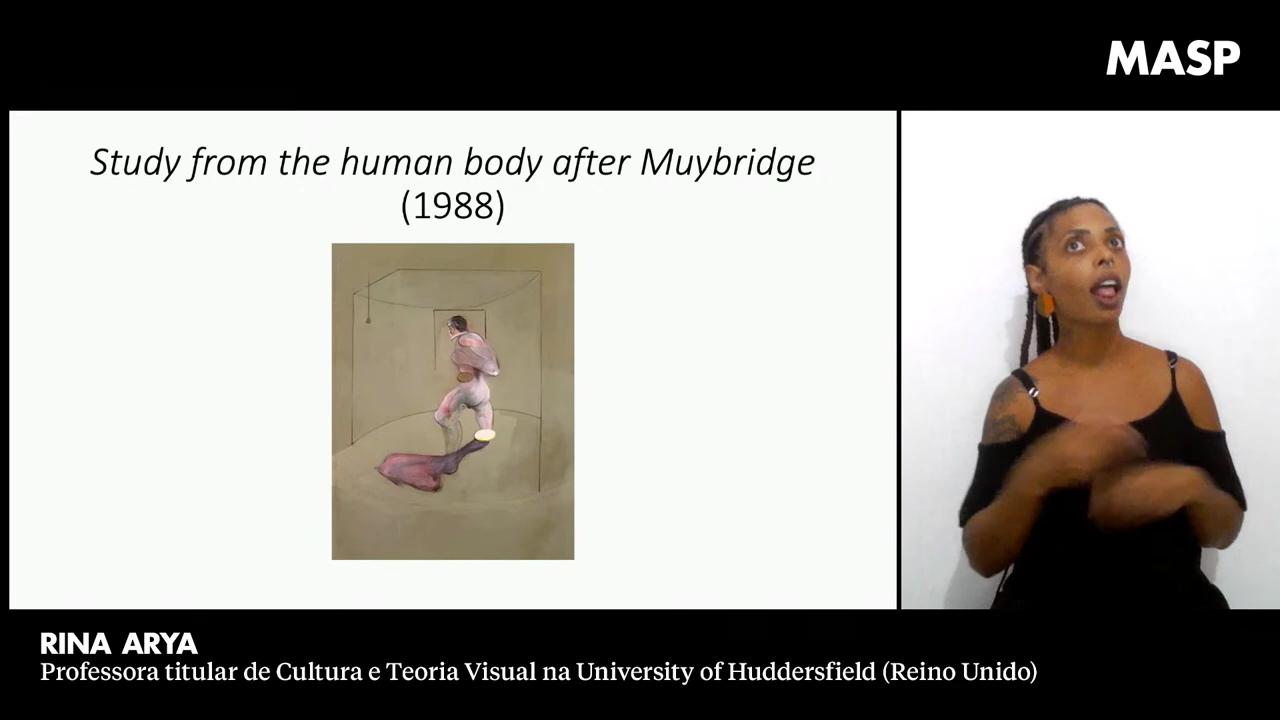 MASP
Study from the human body after Muybridge
(1988)
RINA ARYA
Professora titular de Cultura e Teoria Visual na University of Huddersfield (Reino Unido)